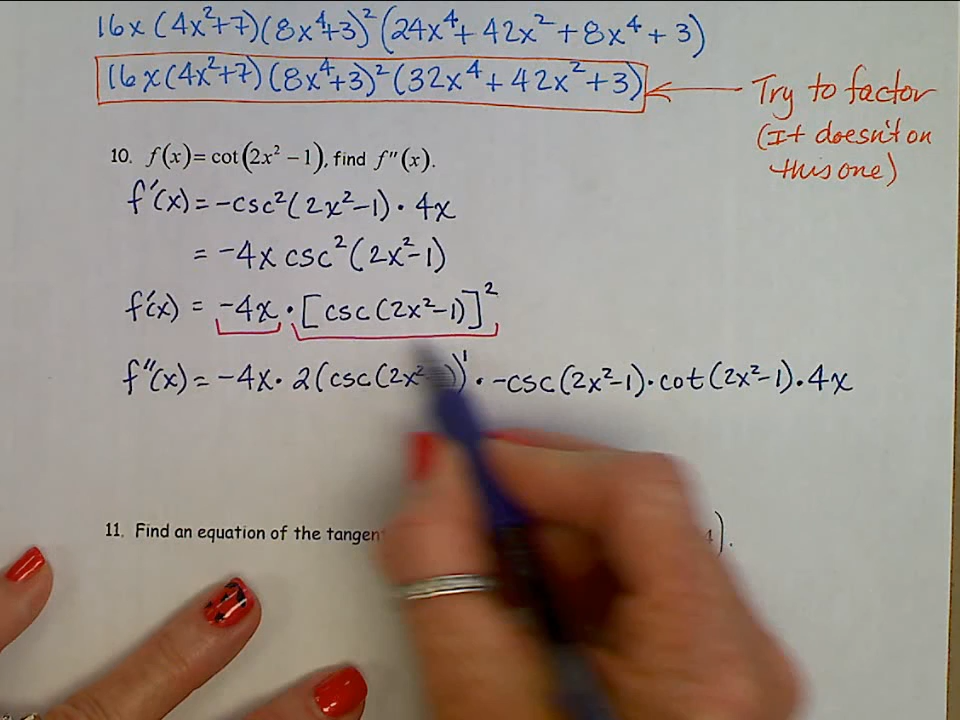 16x(4x²+7)(8x⁴+3)²(24x⁴+42x²+8x⁴+3)
16x(4x²+7)(8x⁴+3)²(32x⁴+42x²+3)
Try to factor
(It doesn't on
this one)
10. f(x)=cot(2x²-1), find f"(x).
f'(x)=-csc²(2x²-1)·4x
=-4x csc²(2x²-1)
f'(x) = -4x·[csc(2x²-1)]²
f"(x)=-4x·2(csc(2x²- )'·-csc(2x²-1)·cot(2x²-1)·4x
11. Find an equation of the